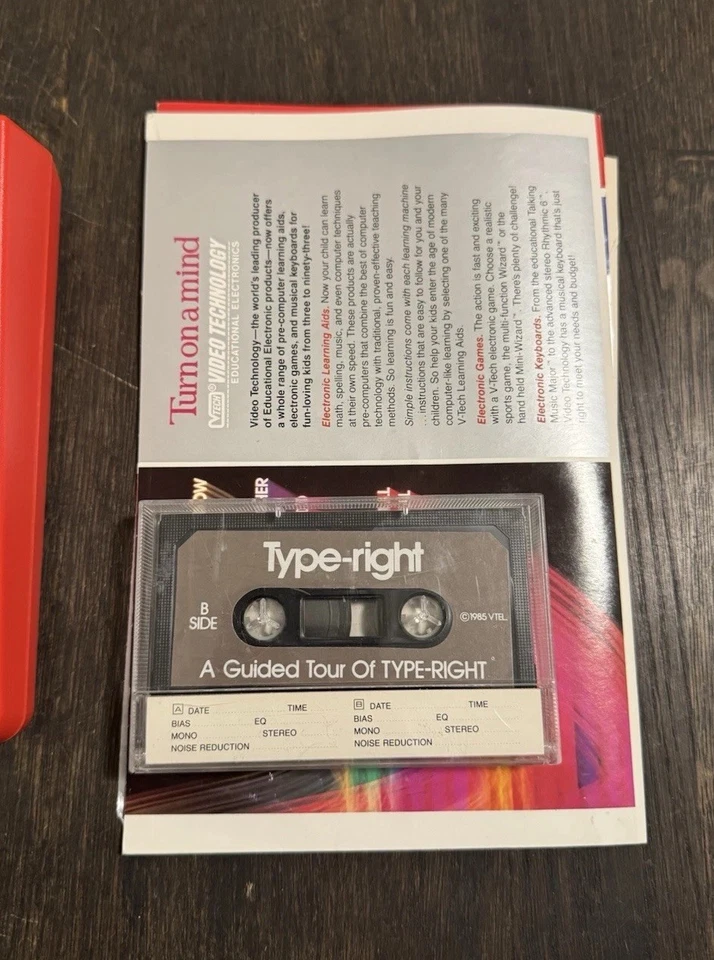 Turn on a mind
VTECH® VIDEO TECHNOLOGY
EDUCATIONAL ELECTRONICS
Video Technology—the world's leading producer
of Educational Electronic products—now offers
a whole range of pre-computer learning aids,
electronic games, and musical keyboards for
fun-loving kids from three to ninety-three!
Electronic Learning Aids. Now your child can learn
math, spelling, music, and even computer techniques
at their own speed. These products are actually
pre-computers that combine the best of computer
technology with traditional, proven-effective teaching
methods. So learning is fun and easy.
Simple instructions come with each learning machine
... instructions that are easy to follow for you and your
children. So help your kids enter the age of modern
computer-like learning by selecting one of the many
V-Tech Learning Aids.
Electronic Games. The action is fast and exciting
with a V-Tech electronic game. Choose a realistic
sports game, the multi-function Wizard™ or the
hand held Mini-Wizard™. There's plenty of challenge!
Electronic Keyboards. From the educational Talking
Music Major™ to the advanced stereo Rhythmic 6™,
Video Technology has a musical keyboard that's just
right to meet your needs and budget!
Type-right
B
SIDE
©1985 VTEL.
A Guided Tour Of TYPE-RIGHT
A DATE TIME
BIAS EQ
MONO STEREO
NOISE REDUCTION
B DATE TIME
BIAS EQ
MONO STEREO
NOISE REDUCTION